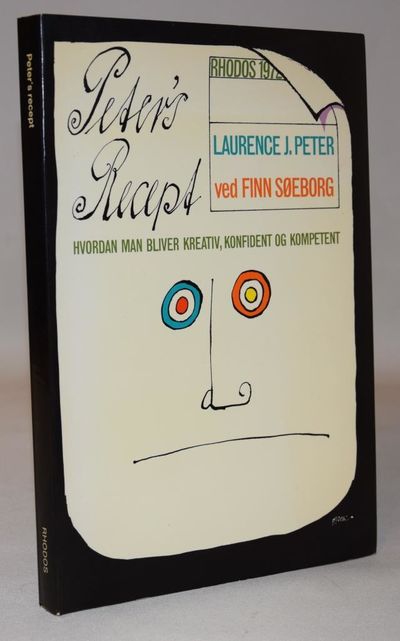 Peter's
Recept
RHODOS 1972
LAURENCE J. PETER
ved FINN SØEBORG
HVORDAN MAN BLIVER KREATIV, KONFIDENT OG KOMPETENT
Peter's recept
RHODOS